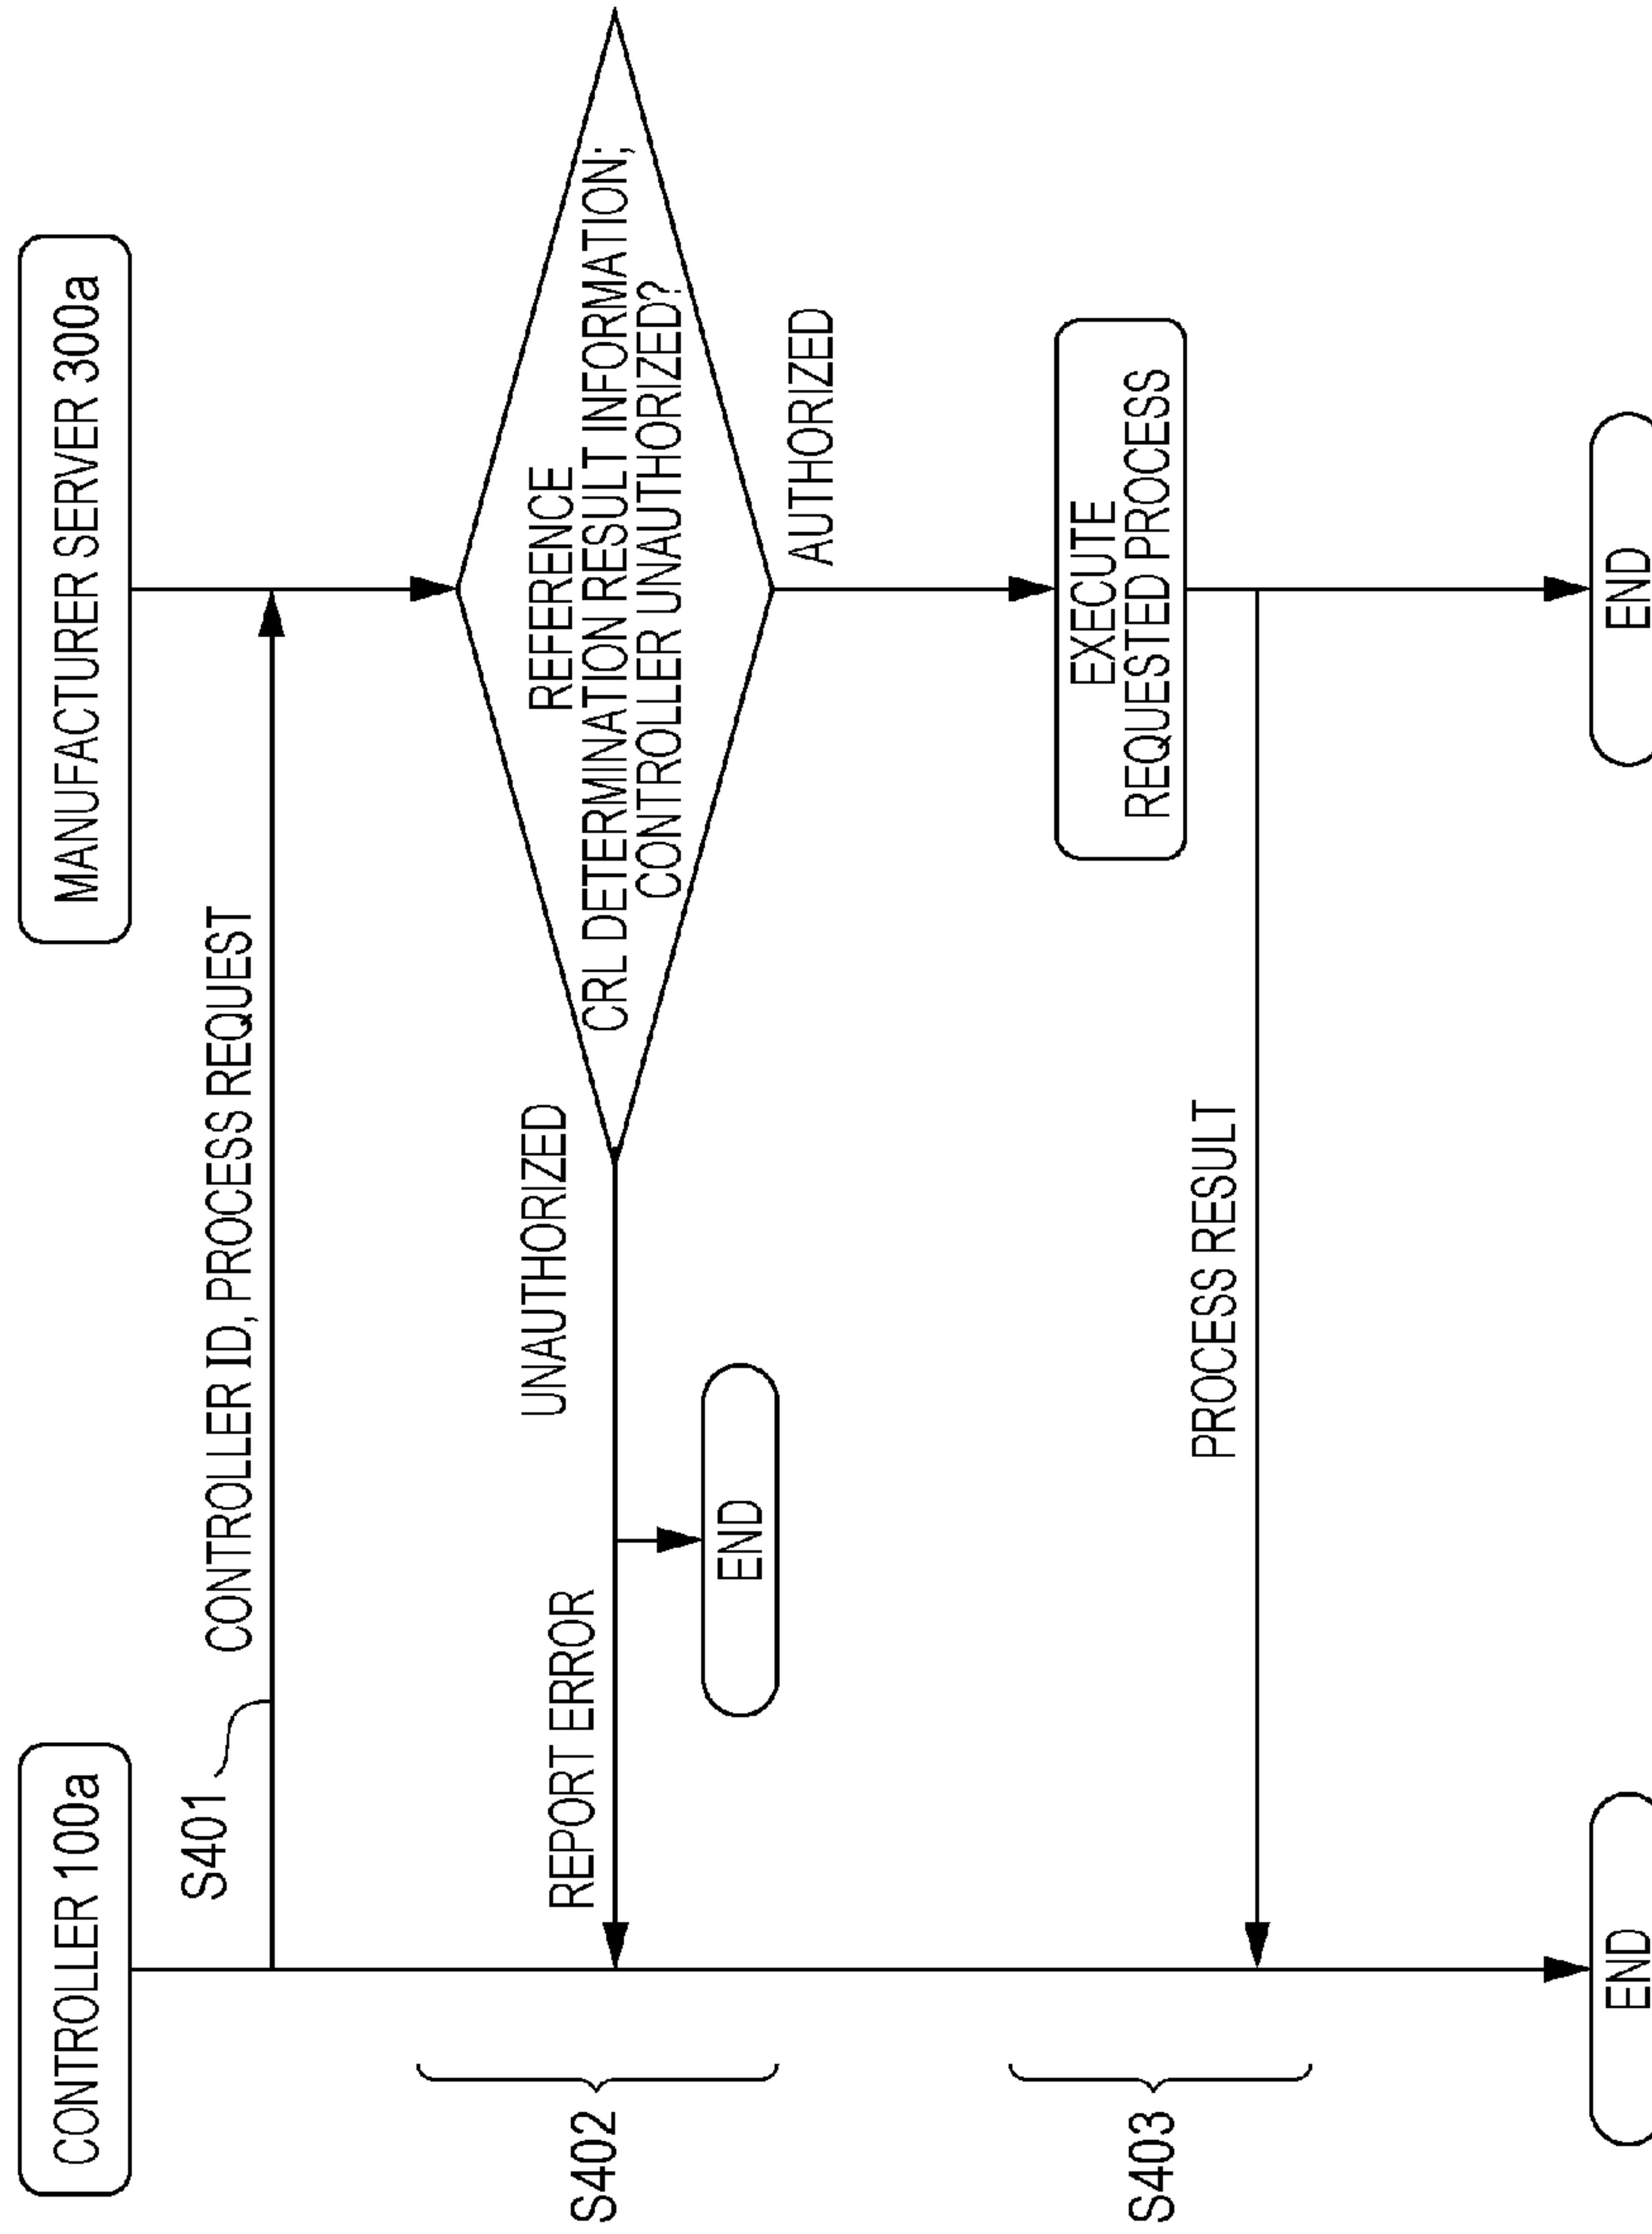 CONTROLLER 100a
MANUFACTURER SERVER 300a
S401
CONTROLLER ID, PROCESS REQUEST
S402
REPORT ERROR
UNAUTHORIZED
REFERENCE
CRL DETERMINATION RESULT INFORMATION;
CONTROLLER UNAUTHORIZED?
END
AUTHORIZED
EXECUTE
REQUESTED PROCESS
S403
PROCESS RESULT
END
END